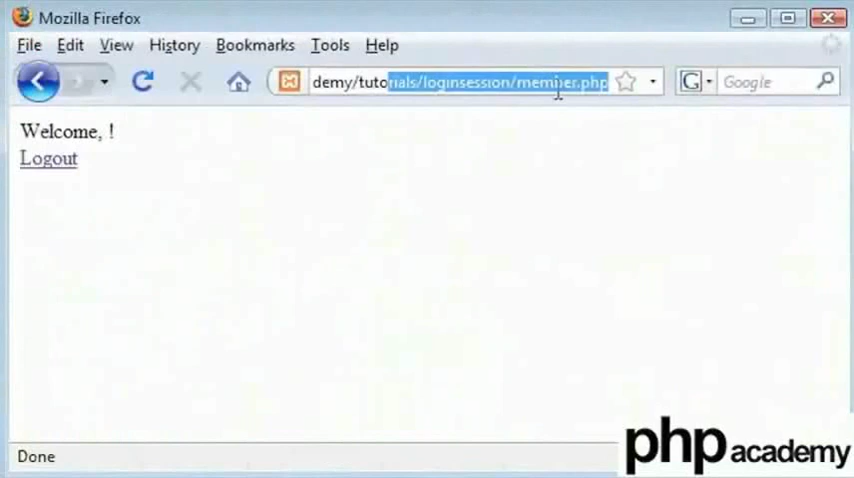 Mozilla Firefox
File Edit View History Bookmarks Tools Help
demy/tutorials/loginsession/member.php G Google
Welcome, !
Logout
Done
php academy